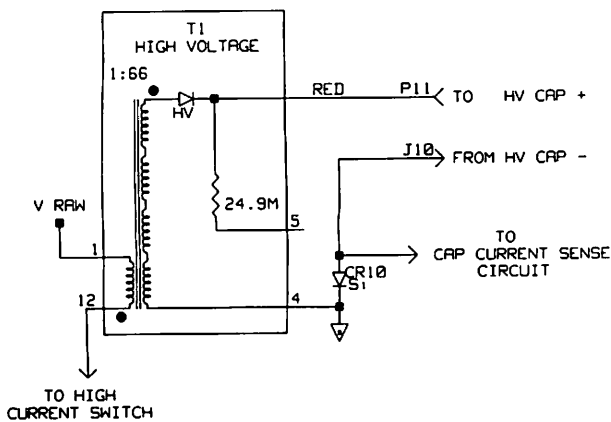 T1
HIGH VOLTAGE
1:66
HV
RED
P11
TO HV CAP +
J10
FROM HV CAP -
24.9M
V RAW
5
1
TO
CAP CURRENT SENSE
CIRCUIT
CR10
Si
12
4
TO HIGH
CURRENT SWITCH